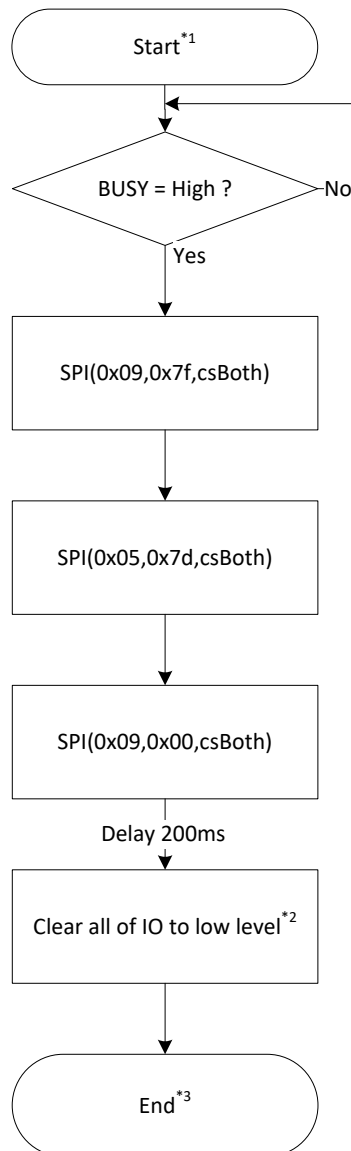 Start*1
BUSY = High ?
No
Yes
SPI(0x09,0x7f,csBoth)
SPI(0x05,0x7d,csBoth)
SPI(0x09,0x00,csBoth)
Delay 200ms
Clear all of IO to low level*2
End*3